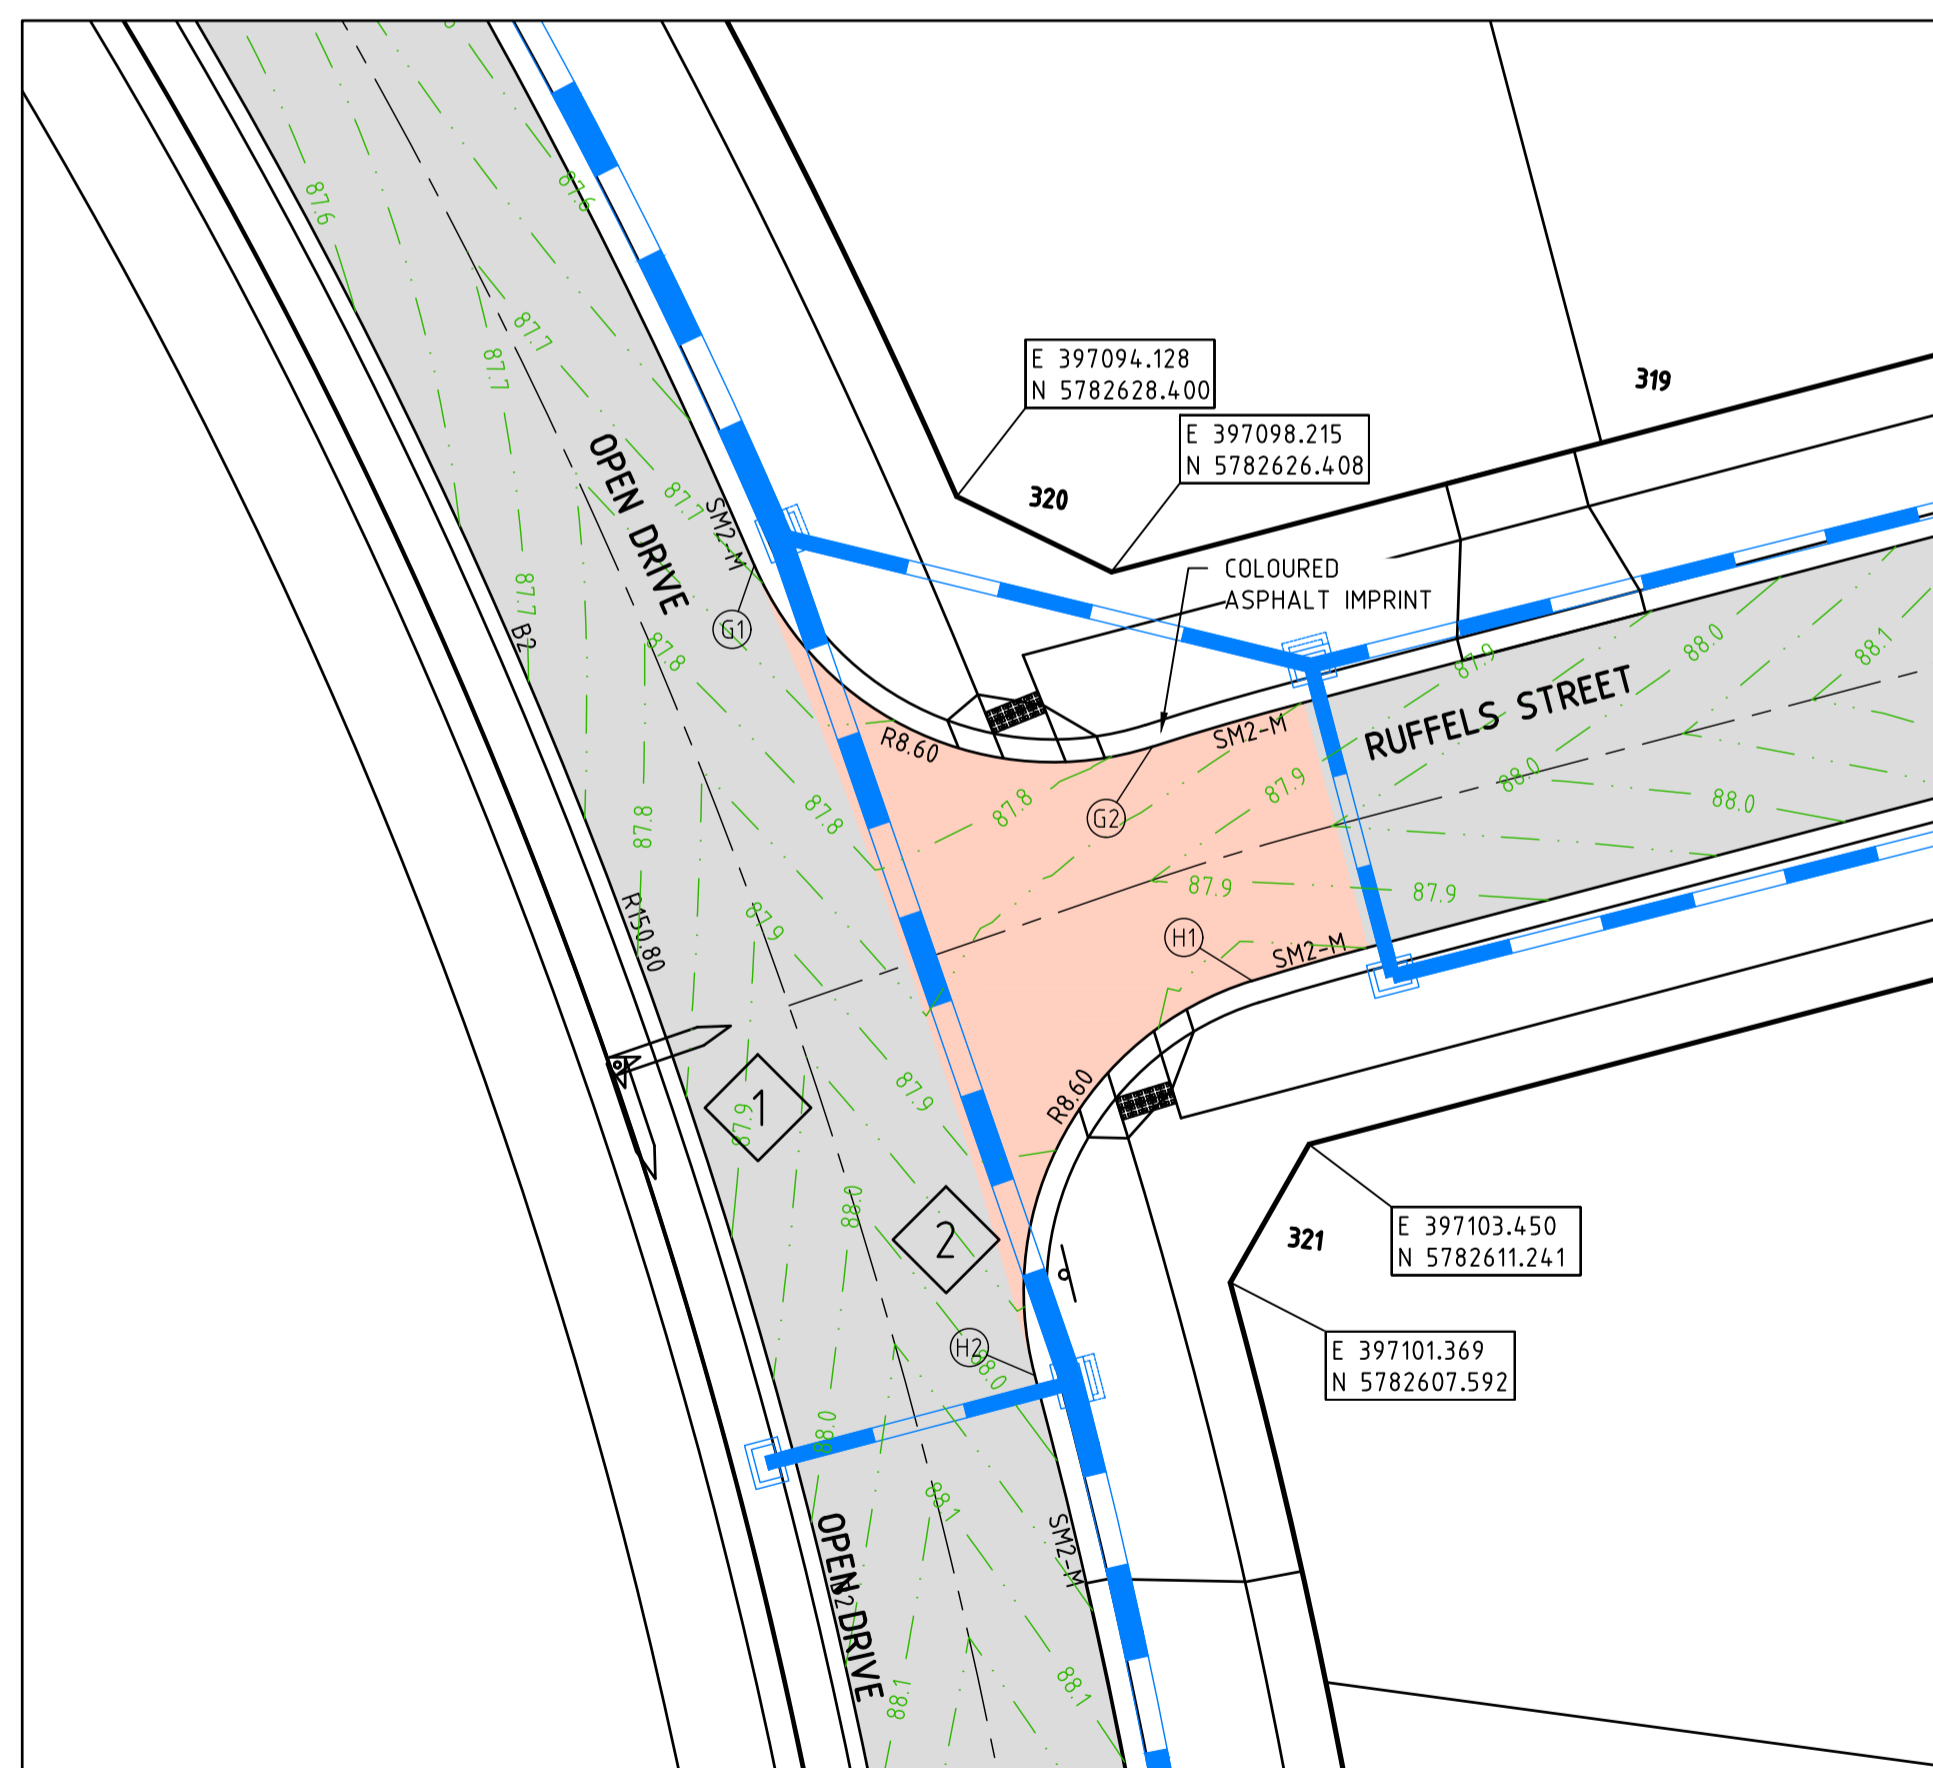 87.6
87.6
87.7
87.7
E 397094.128
N 5782628.400
319
E 397098.215
N 5782626.408
320
OPEN DRIVE
87.7
SM2-M
COLOURED
ASPHALT IMPRINT
87.7
B2
G1
87.8
87.9
88.0
88.1
RUFFELS STREET
R8.60
SM2-M
87.8
87.8
87.8
87.9
88.0
88.0
G2
87.9
87.9
R150.80
87.9
H1
SM2-M
87.9
87.9
R8.60
1
88.0
2
321
E 397103.450
N 5782611.241
H2
88.0
E 397101.369
N 5782607.592
88.0
88.1
OPEN DRIVE
SM2-M
88.1
88.1